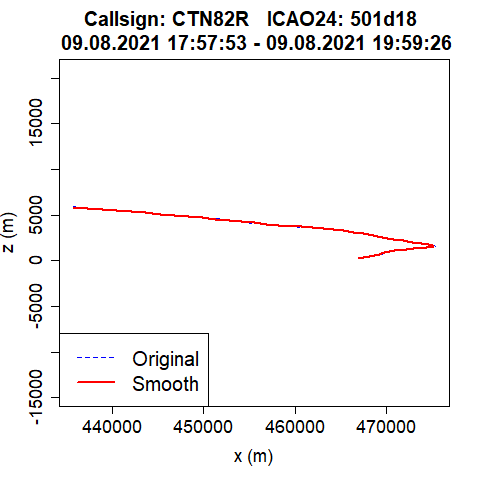 Callsign: CTN82R   ICAO24: 501d18
09.08.2021 17:57:53 - 09.08.2021 19:59:26
z (m)
15000
5000
0
-5000
-15000
Original
Smooth
440000 450000 460000 470000
x (m)